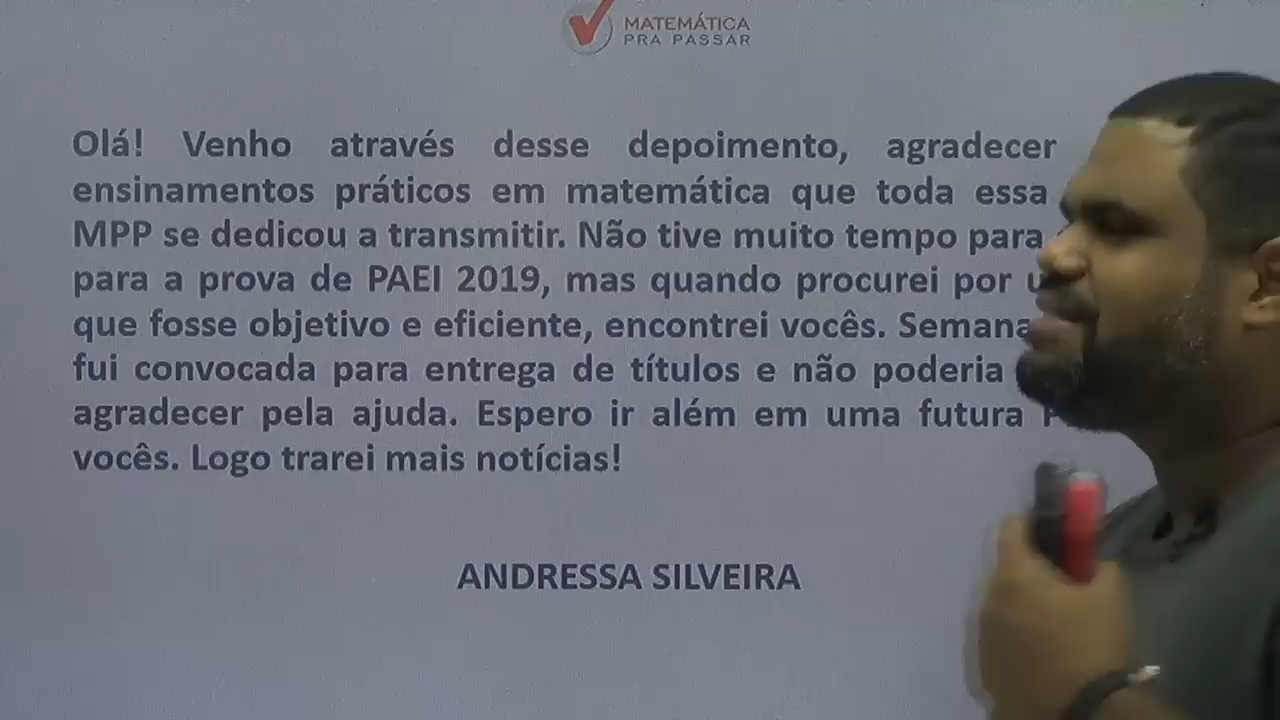 MATEMÁTICA
PRA PASSAR
Olá! Venho através desse depoimento, agradecer
ensinamentos práticos em matemática que toda essa
MPP se dedicou a transmitir. Não tive muito tempo para
para a prova de PAEI 2019, mas quando procurei por
que fosse objetivo e eficiente, encontrei vocês. Semana
fui convocada para entrega de títulos e não poderia
agradecer pela ajuda. Espero ir além em uma futura
vocês. Logo trarei mais notícias!
ANDRESSA SILVEIRA